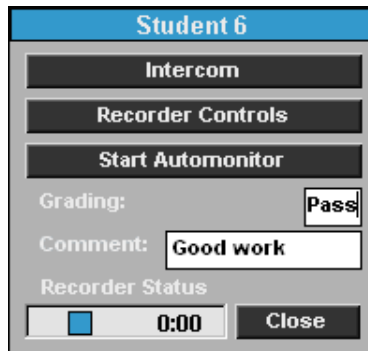 Student 6
Intercom
Recorder Controls
Start Automonitor
Grading: Pass
Comment: Good work
Recorder Status
0:00 Close